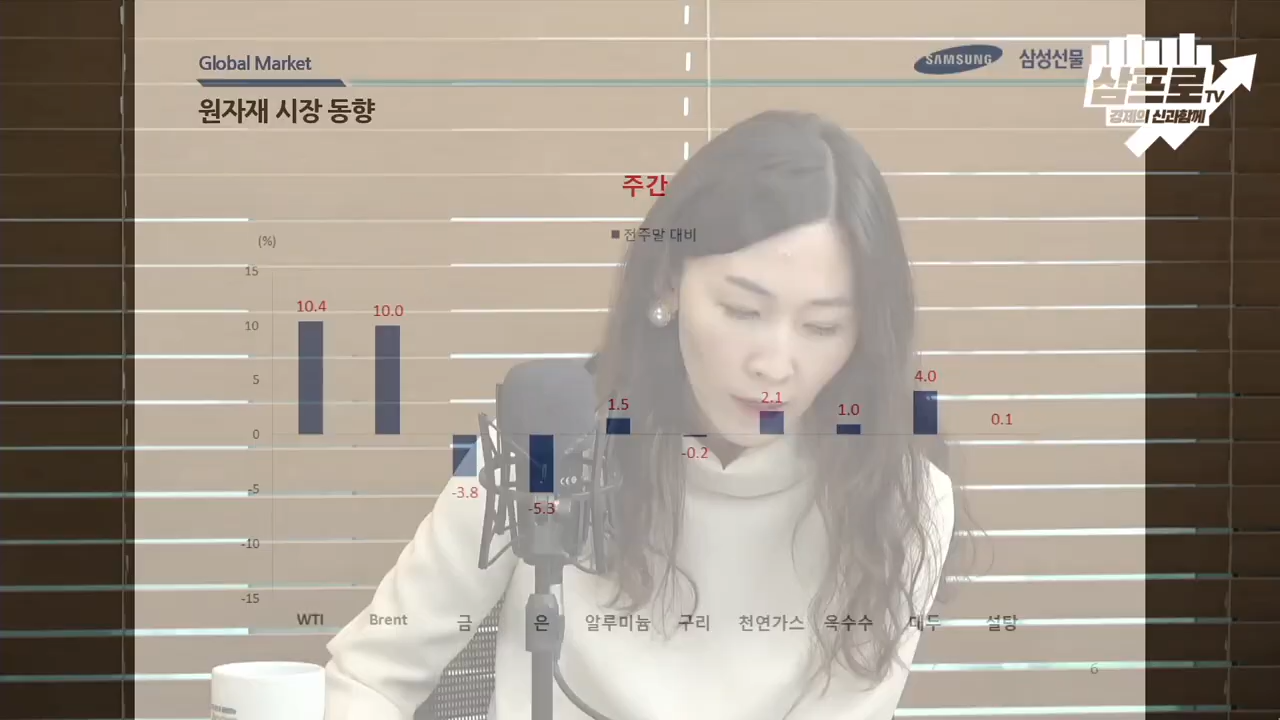 Global Market
SAMSUNG 삼성선물
삼프로TV
경제의 신과함께
원자재 시장 동향
주간
전주말 대비
(%)
15
10
5
0
-5
-10
-15
10.4
10.0
-3.8
-5.3
1.5
-0.2
2.1
1.0
4.0
0.1
WTI Brent 금 은 알루미늄 구리 천연가스 옥수수 대두 설탕
6